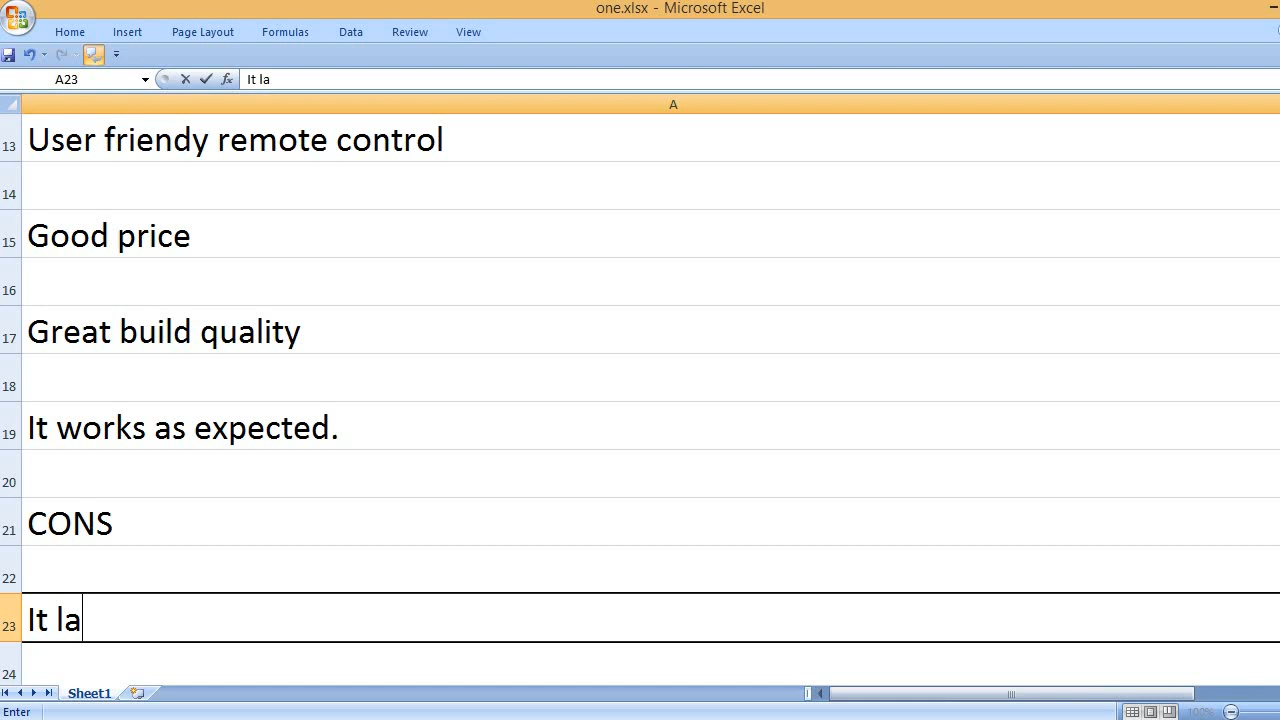 one.xlsx - Microsoft Excel
Home Insert Page Layout Formulas Data Review View
A23 fx It la
A
13 User friendy remote control
14
15 Good price
16
17 Great build quality
18
19 It works as expected.
20
21 CONS
22
23 It la
24
Sheet1
Enter 100%